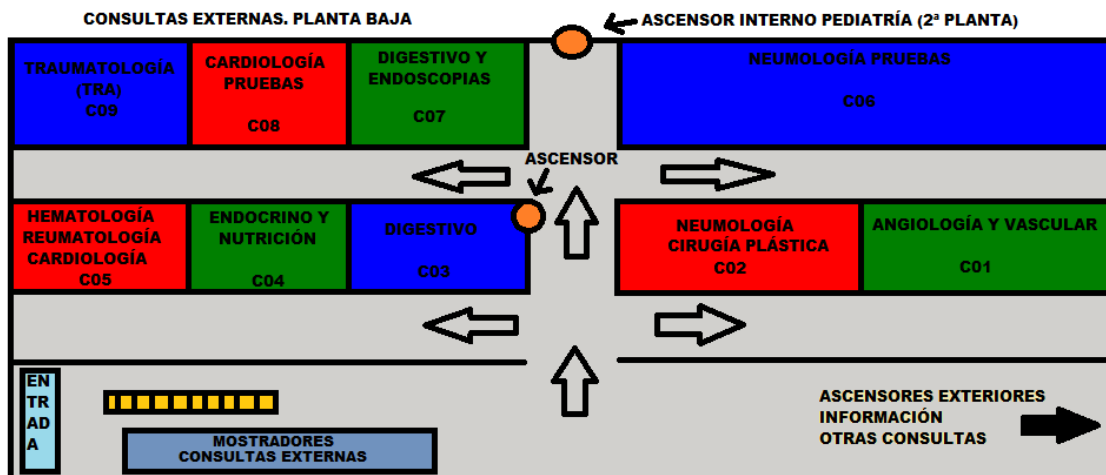 CONSULTAS EXTERNAS. PLANTA BAJA
ASCENSOR INTERNO PEDIATRÍA (2ª PLANTA)
TRAUMATOLOGÍA
(TRA)
C09
CARDIOLOGÍA
PRUEBAS
C08
DIGESTIVO Y
ENDOSCOPIAS
C07
NEUMOLOGÍA PRUEBAS
C06
ASCENSOR
HEMATOLOGÍA
REUMATOLOGÍA
CARDIOLOGÍA
C05
ENDOCRINO Y
NUTRICIÓN
C04
DIGESTIVO
C03
NEUMOLOGÍA
CIRUGÍA PLÁSTICA
C02
ANGIOLOGÍA Y VASCULAR
C01
EN
TR
AD
A
MOSTRADORES
CONSULTAS EXTERNAS
ASCENSORES EXTERIORES
INFORMACIÓN
OTRAS CONSULTAS